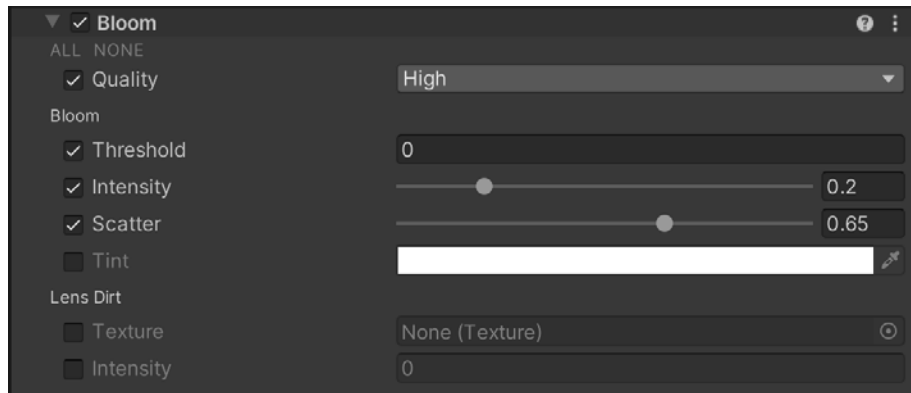 Bloom
ALL NONE
Quality High
Bloom
Threshold 0
Intensity 0.2
Scatter 0.65
Tint
Lens Dirt
Texture None (Texture)
Intensity 0